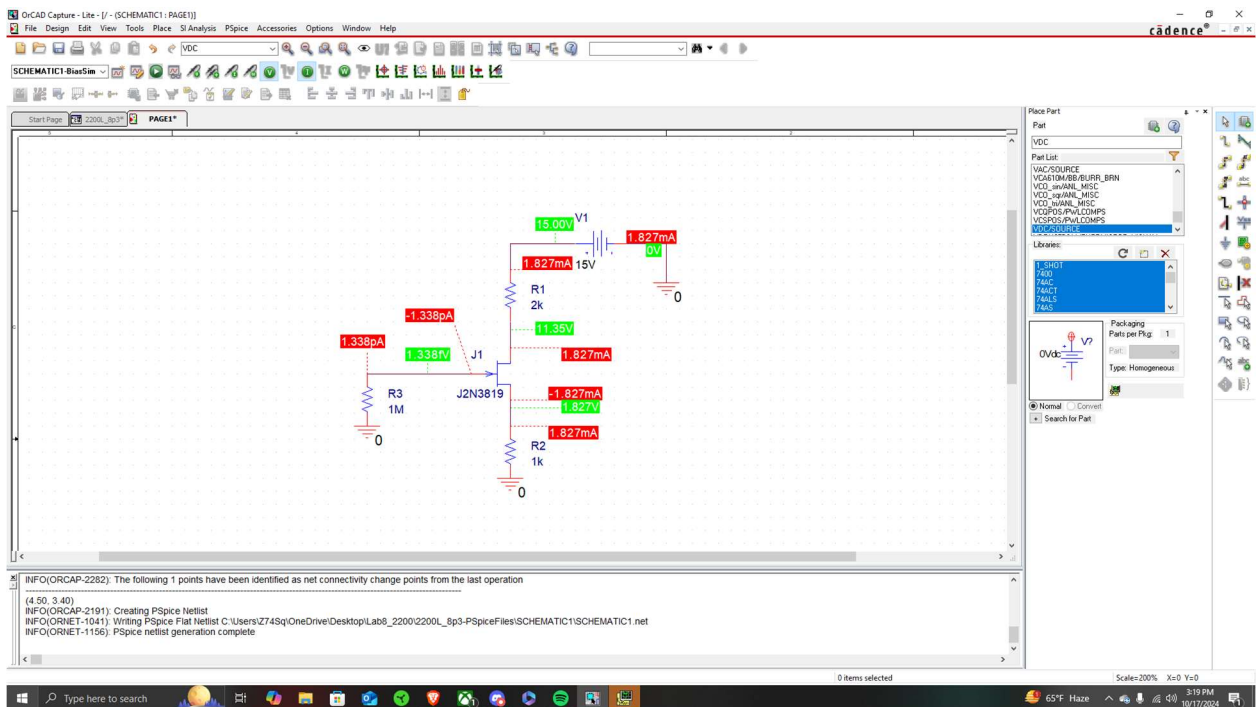 OrCAD Capture - Lite - [/ - (SCHEMATIC1 : PAGE1)]
File Design Edit View Tools Place SI Analysis PSpice Accessories Options Window Help
cādence®
VDC
SCHEMATIC1-BiasSim
Start Page
2200L_8p3*
PAGE1*
15.00V
V1
1.827mA
0V
1.827mA
15V
R1
2k
0
-1.338pA
11.35V
1.338pA
1.338fV
J1
1.827mA
R3
1M
J2N3819
-1.827mA
1.827V
0
1.827mA
R2
1k
0
Place Part
Part
VDC
Part List:
VAC/SOURCE
VCA610M/BB/BURR_BRN
VCO_sin/ANL_MISC
VCO_sqr/ANL_MISC
VCO_tri/ANL_MISC
VCQPOS/PWLCOMPS
VCSPOS/PWLCOMPS
VDC/SOURCE
Libraries:
1_SHOT
7400
74AC
74ACT
74ALS
74AS
V?
0Vdc
Packaging
Parts per Pkg: 1
Part:
Type: Homogeneous
Normal Convert
+ Search for Part
INFO(ORCAP-2282): The following 1 points have been identified as net connectivity change points from the last operation
(4.50, 3.40)
INFO(ORCAP-2191): Creating PSpice Netlist
INFO(ORNET-1041): Writing PSpice Flat Netlist C:\Users\Z74Sq\OneDrive\Desktop\Lab8_2200\2200L_8p3-PSpiceFiles\SCHEMATIC1\SCHEMATIC1.net
INFO(ORNET-1156): PSpice netlist generation complete
0 items selected
Scale=200% X=0 Y=0
Type here to search
65°F Haze
3:19 PM
10/17/2024